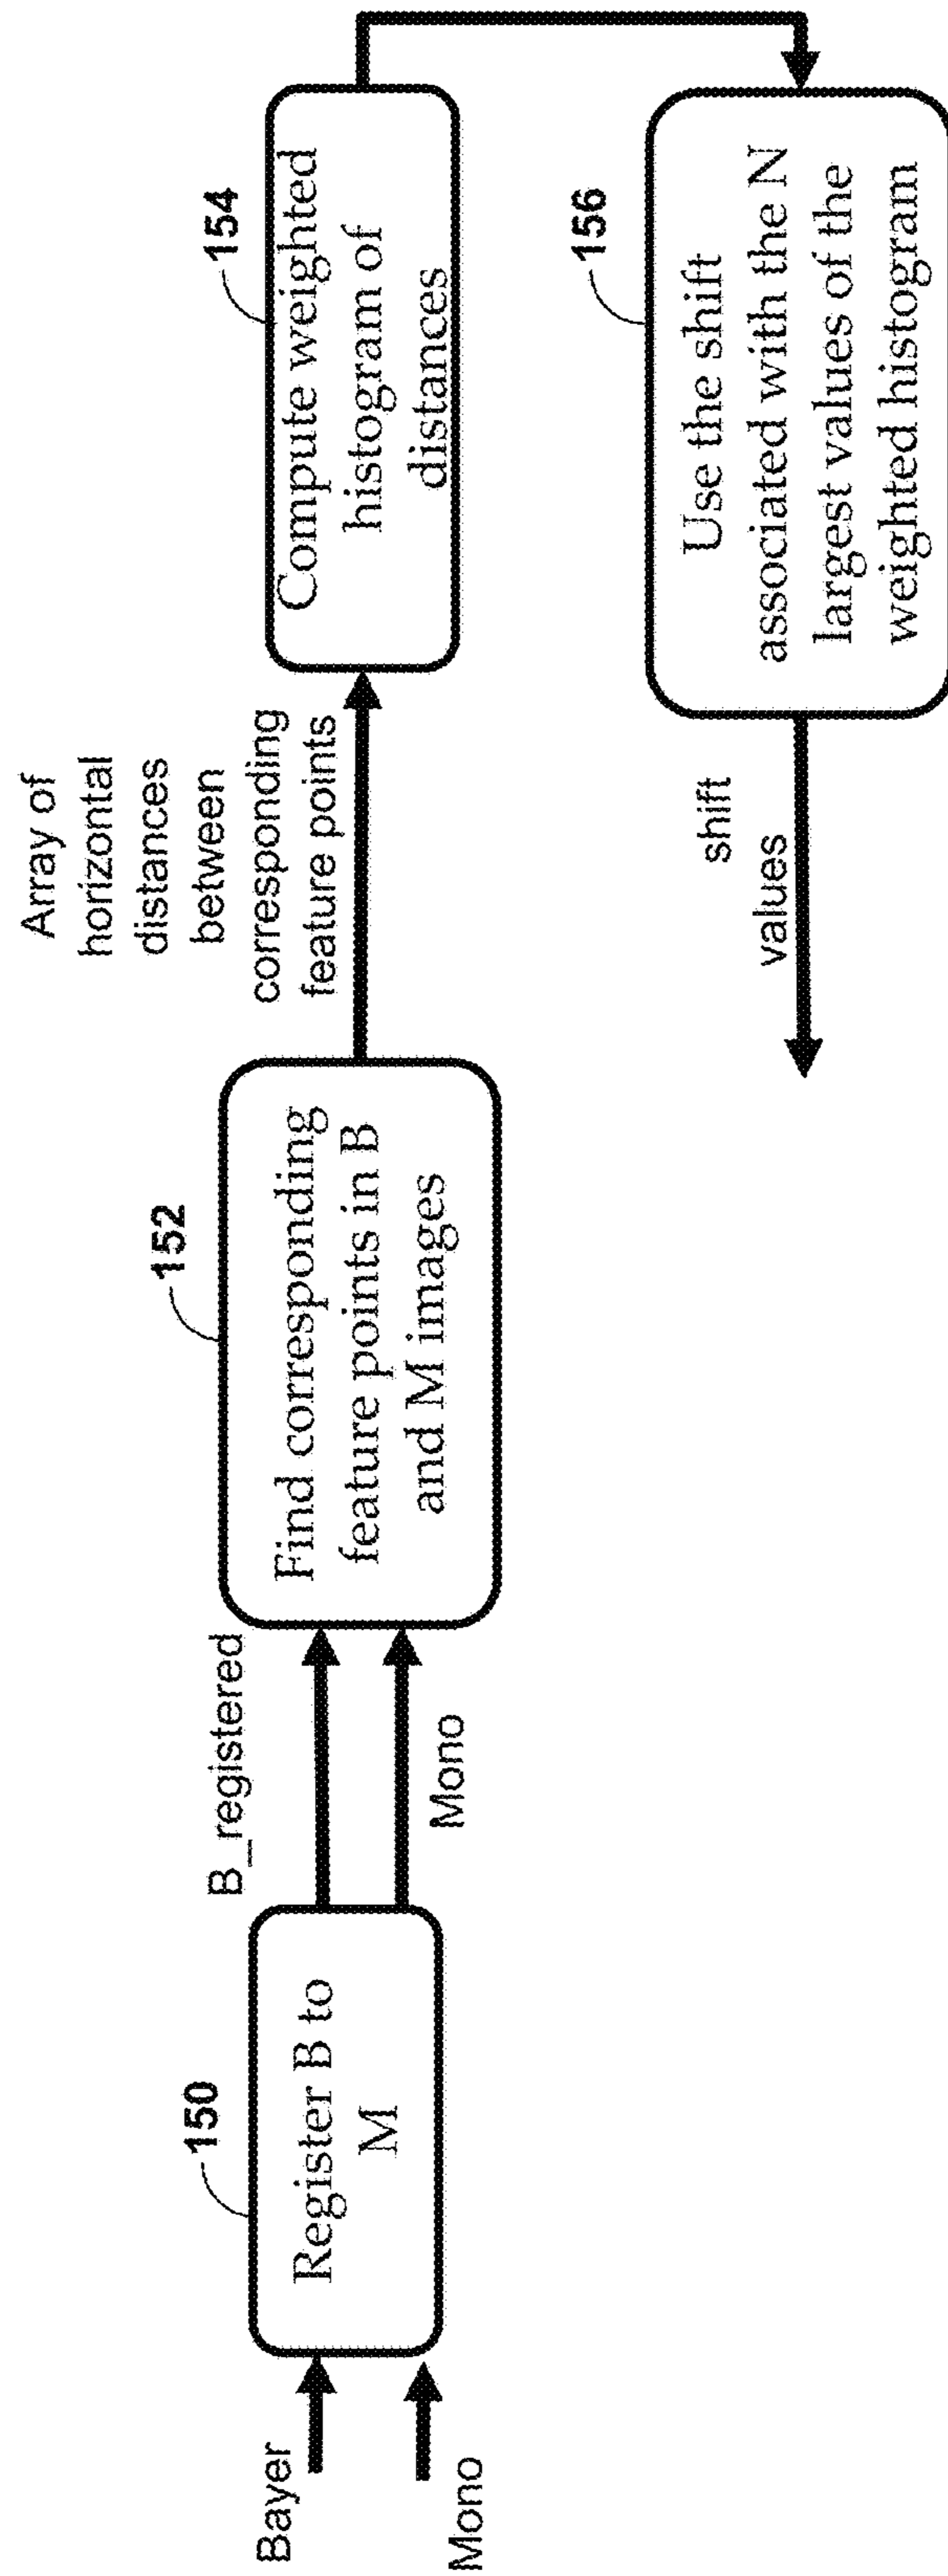 Bayer
Mono
150
Register B to
M
B_registered
Mono
152
Find corresponding
feature points in B
and M images
Array of
horizontal
distances
between
corresponding
feature points
154
Compute weighted
histogram of
distances
156
Use the shift
associated with the N
largest values of the
weighted histogram
shift
values